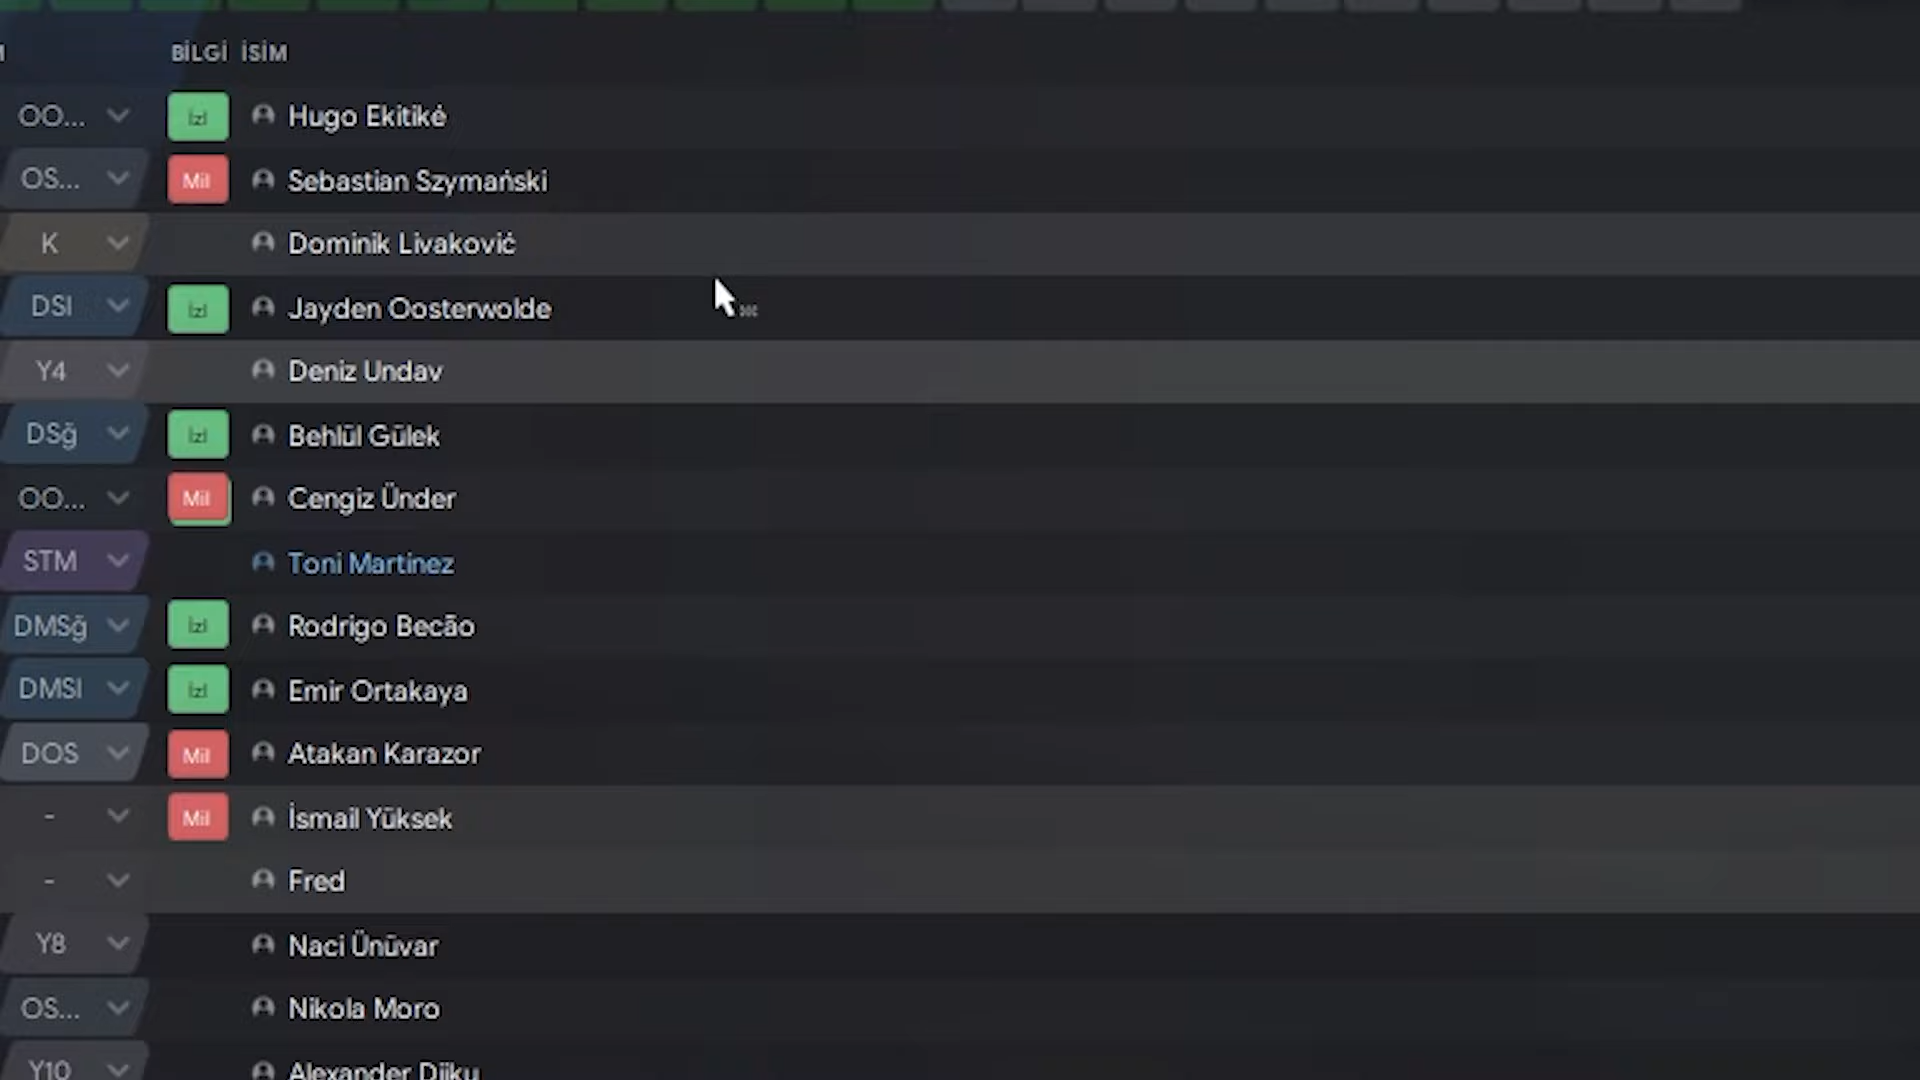 BİLGİ İSİM
OO... İzl Hugo Ekitiké
OS... Mil Sebastian Szymański
K Dominik Livaković
DSl İzl Jayden Oosterwolde
Y4 Deniz Undav
DSğ İzl Behlül Gülek
OO... Mil Cengiz Ünder
STM Toni Martínez
DMSğ İzl Rodrigo Becão
DMSl İzl Emir Ortakaya
DOS Mil Atakan Karazor
- Mil İsmail Yüksek
- Fred
Y8 Naci Ünüvar
OS... Nikola Moro
Y10 Alexander Djiku